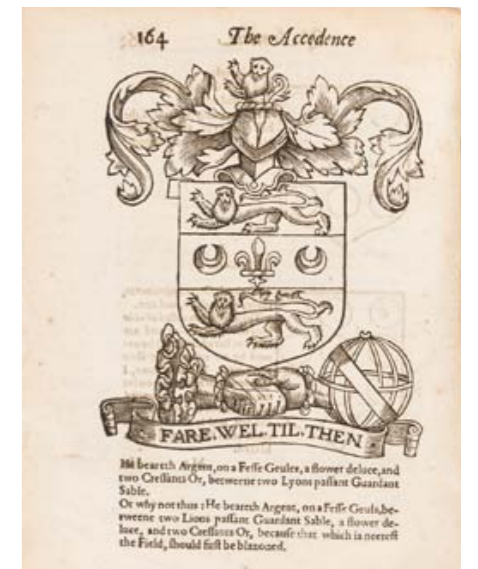 164
The Accedence
FARE.WEL.TIL.THEN
He beareth Argent, on a Fesse Geules, a flower deluce, and
two Cressants Or, betweene two Lyons passant Guardant
Sable.
Or why not thus: He beareth Argent, on a Fesse Geuls, be-
tweene two Lions passant Guardant Sable, a flower de-
luce, and two Cressants Or, because that which is neerest
the Field, should first be blazoned.